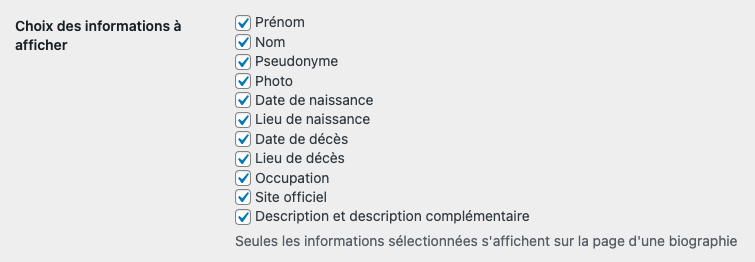 Choix des informations à
afficher
Prénom
Nom
Pseudonyme
Photo
Date de naissance
Lieu de naissance
Date de décès
Lieu de décès
Occupation
Site officiel
Description et description complémentaire
Seules les informations sélectionnées s'affichent sur la page d'une biographie